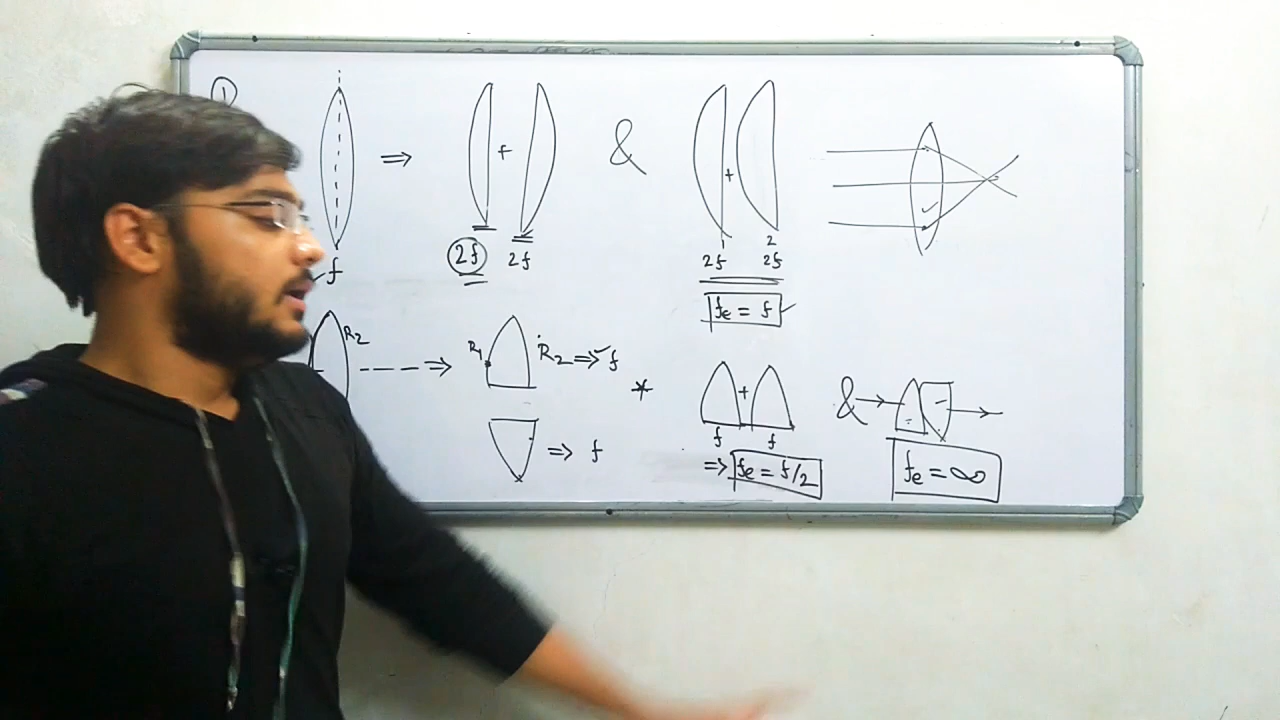 1
⇒ + & +
2f 2f 2f 2f
f
fe = f
R2 ⇒ R1 R2 ⇒ f * + &
f f
⇒ f ⇒ fe = f/2 fe = ∞